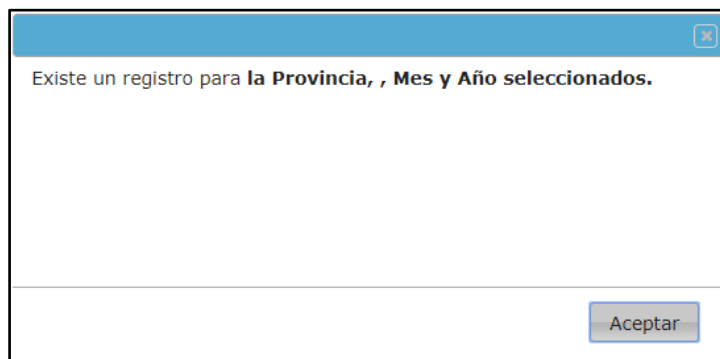 Existe un registro para la Provincia, , Mes y Año seleccionados.
Aceptar